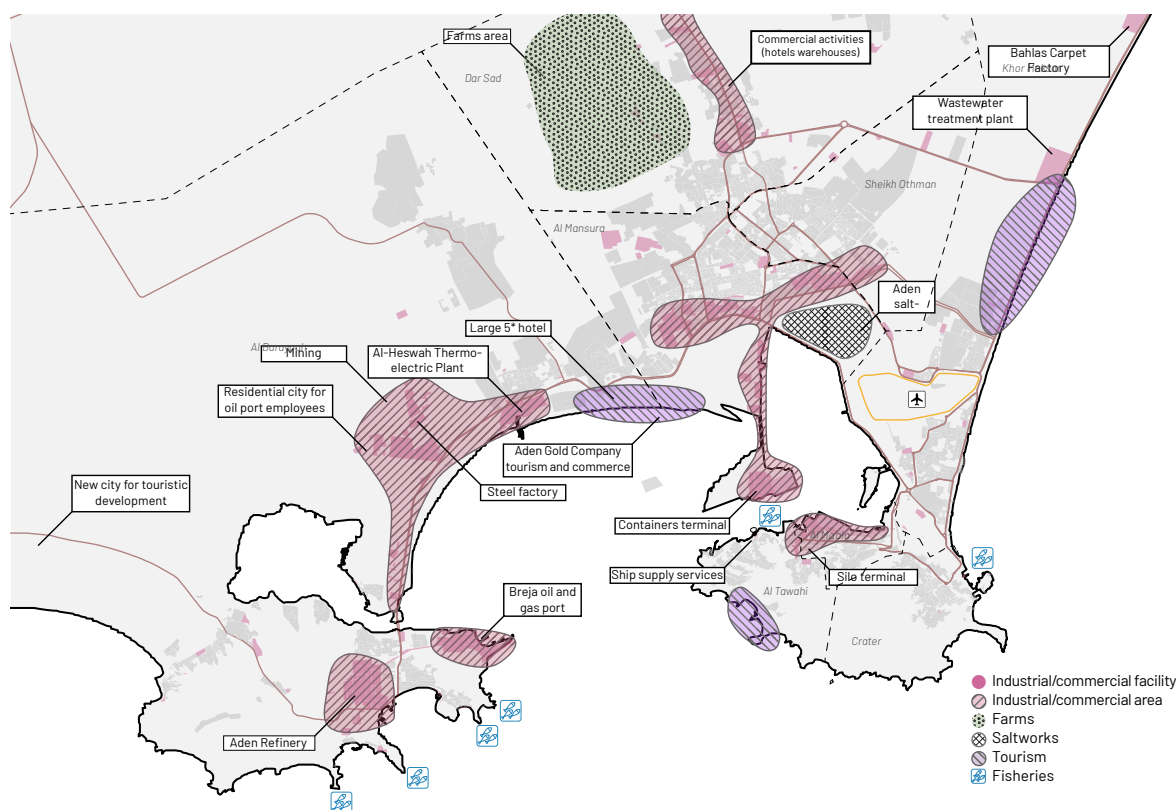 Farms area
Dar Sad
Commercial activities
(hotels warehouses)
Bahlas Carpet
Factory
Khor
Wastewater
treatment plant
Sheikh Othman
Al Mansura
Aden
salt-
Large 5* hotel
Al
Mining
Al-Heswah Thermo-
electric Plant
Residential city for
oil port employees
Aden Gold Company
tourism and commerce
Steel factory
New city for touristic
development
Containers terminal
Al Maala
Ship supply services
Silo terminal
Al Tawahi
Breja oil and
gas port
Crater
Aden Refinery
Industrial/commercial facility
Industrial/commercial area
Farms
Saltworks
Tourism
Fisheries